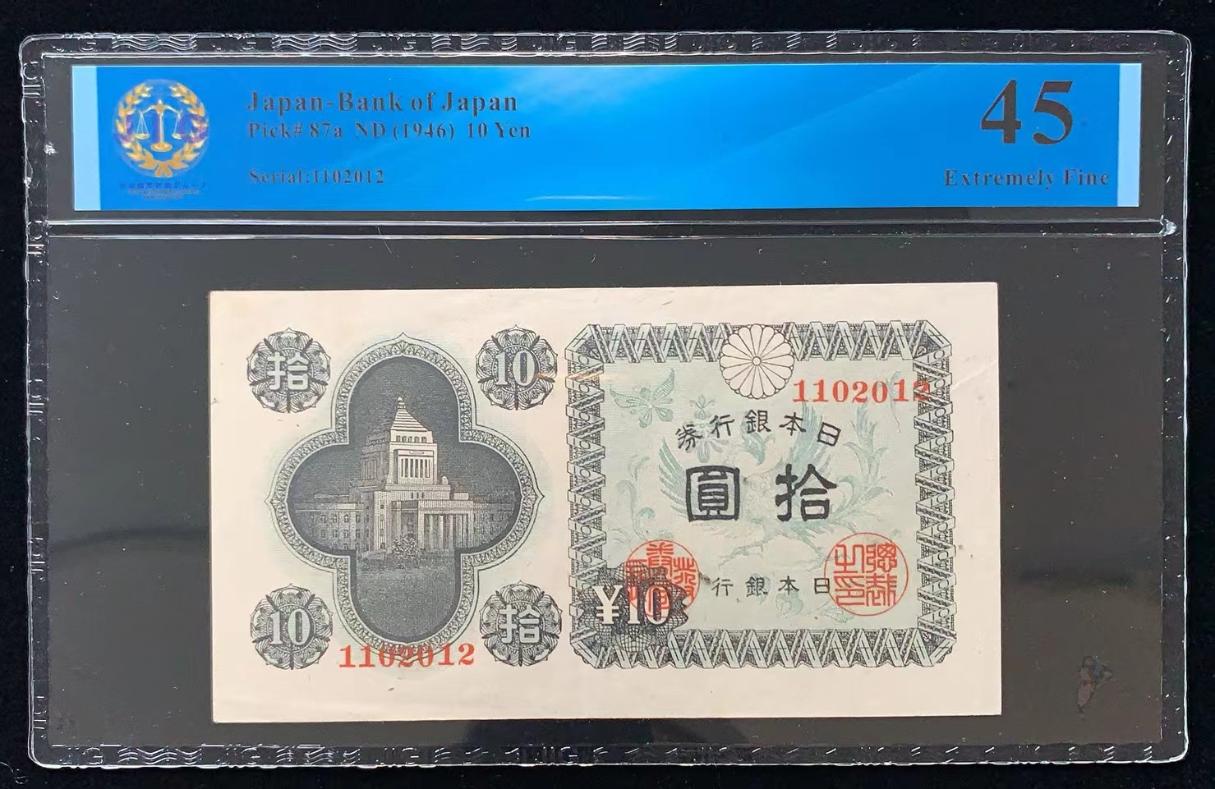 Japan-Bank of Japan
Pick# 87a ND (1946) 10 Yen
Serial:1102012
45
Extremely Fine
拾
10
1102012
券行銀本日
圓拾
行銀本日
¥10
10
拾
1102012